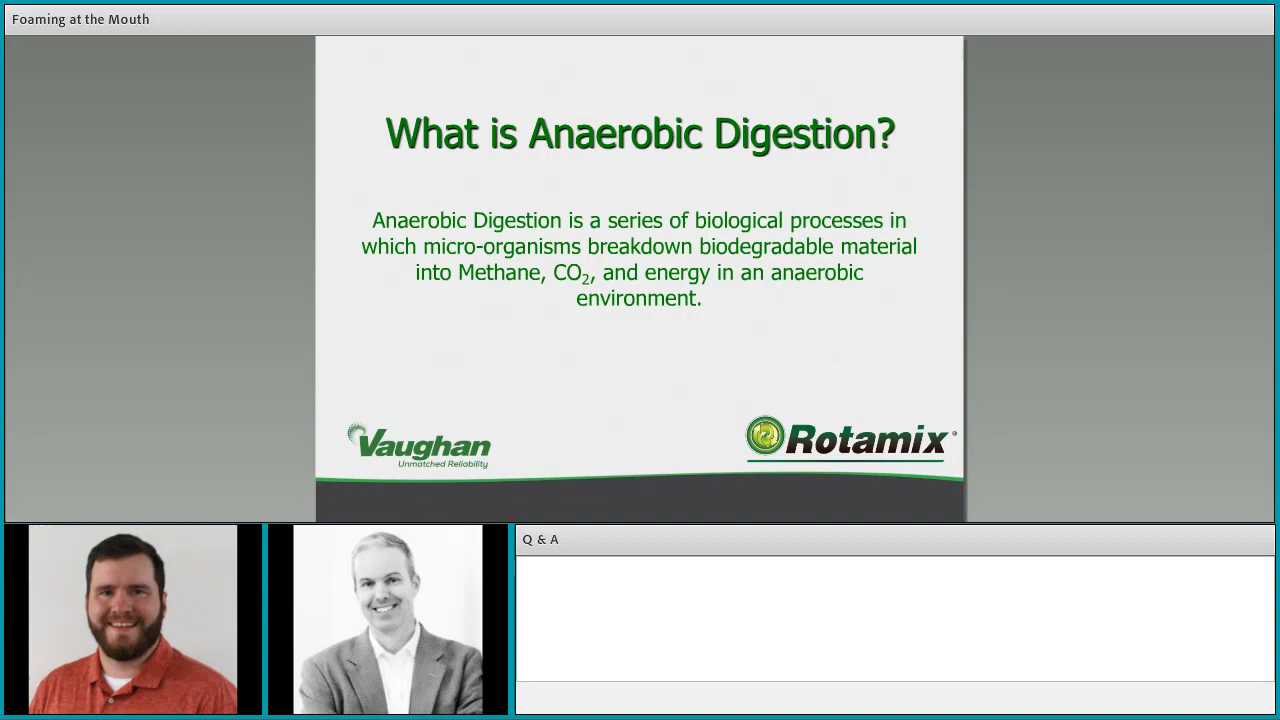 Foaming at the Mouth
What is Anaerobic Digestion?
Anaerobic Digestion is a series of biological processes in
which micro-organisms breakdown biodegradable material
into Methane, CO₂, and energy in an anaerobic
environment.
Vaughan
Unmatched Reliability
Rotamix®
Q & A